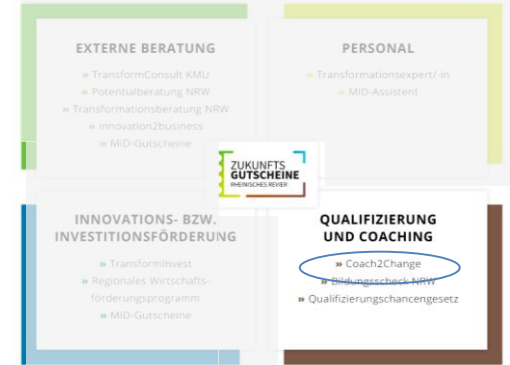 EXTERNE BERATUNG
» TransformConsult KMU
» Potentialberatung NRW
» Transformationsberatung NRW
» Innovation2business
» MID-Gutscheine
PERSONAL
» Transformationsexpert/-in
» MID-Assistent
ZUKUNFTS
GUTSCHEINE
RHEINISCHES REVIER
INNOVATIONS- BZW.
INVESTITIONSFÖRDERUNG
» TransformInvest
» Regionales Wirtschafts-
förderungsprogramm
» MID-Gutscheine
QUALIFIZIERUNG
UND COACHING
» Coach2Change
» Bildungsscheck NRW
» Qualifizierungschancengesetz